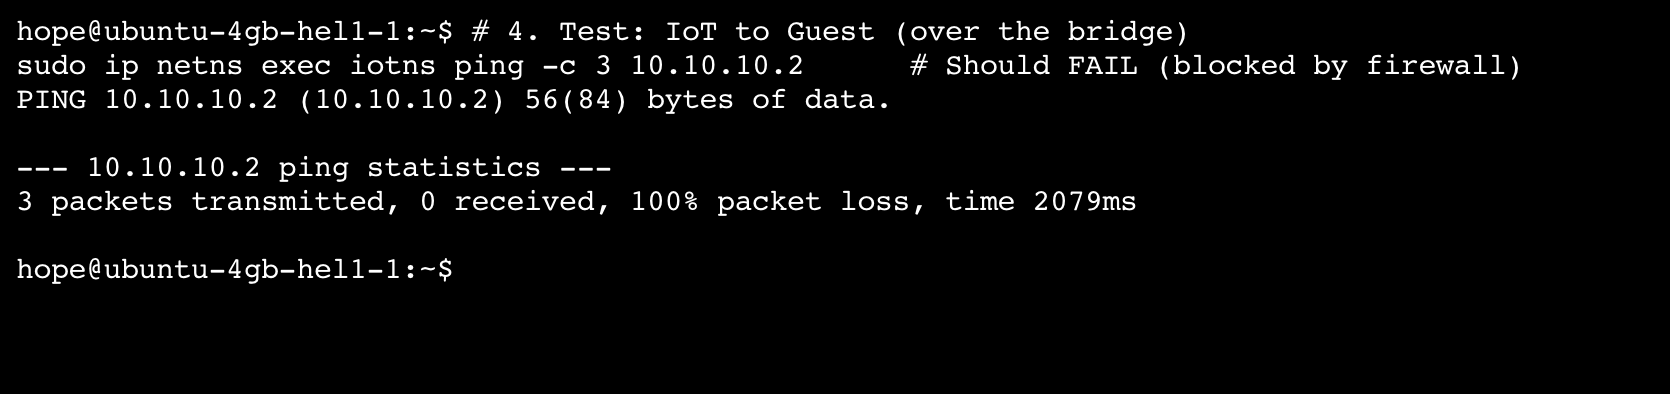 hope@ubuntu-4gb-hel1-1:~$ # 4. Test: IoT to Guest (over the bridge)
sudo ip netns exec iotns ping -c 3 10.10.10.2      # Should FAIL (blocked by firewall)
PING 10.10.10.2 (10.10.10.2) 56(84) bytes of data.
--- 10.10.10.2 ping statistics ---
3 packets transmitted, 0 received, 100% packet loss, time 2079ms
hope@ubuntu-4gb-hel1-1:~$